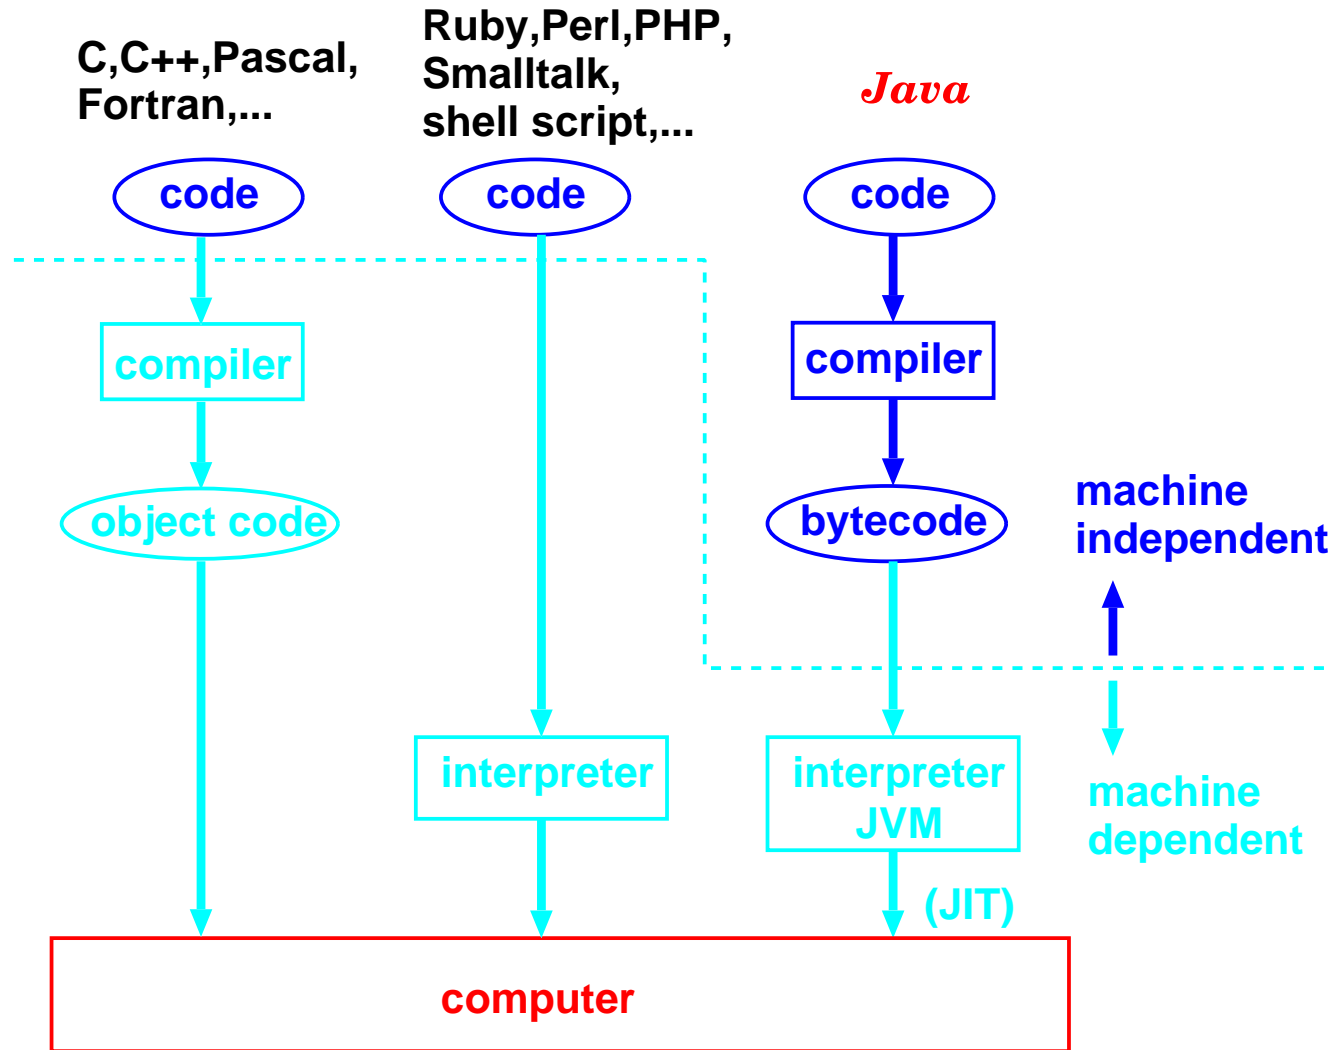 C,C++,Pascal,
Fortran,...
Ruby,Perl,PHP,
Smalltalk,
shell script,...
Java
code
code
code
compiler
compiler
object code
bytecode
machine
independent
interpreter
interpreter
JVM
machine
dependent
(JIT)
computer